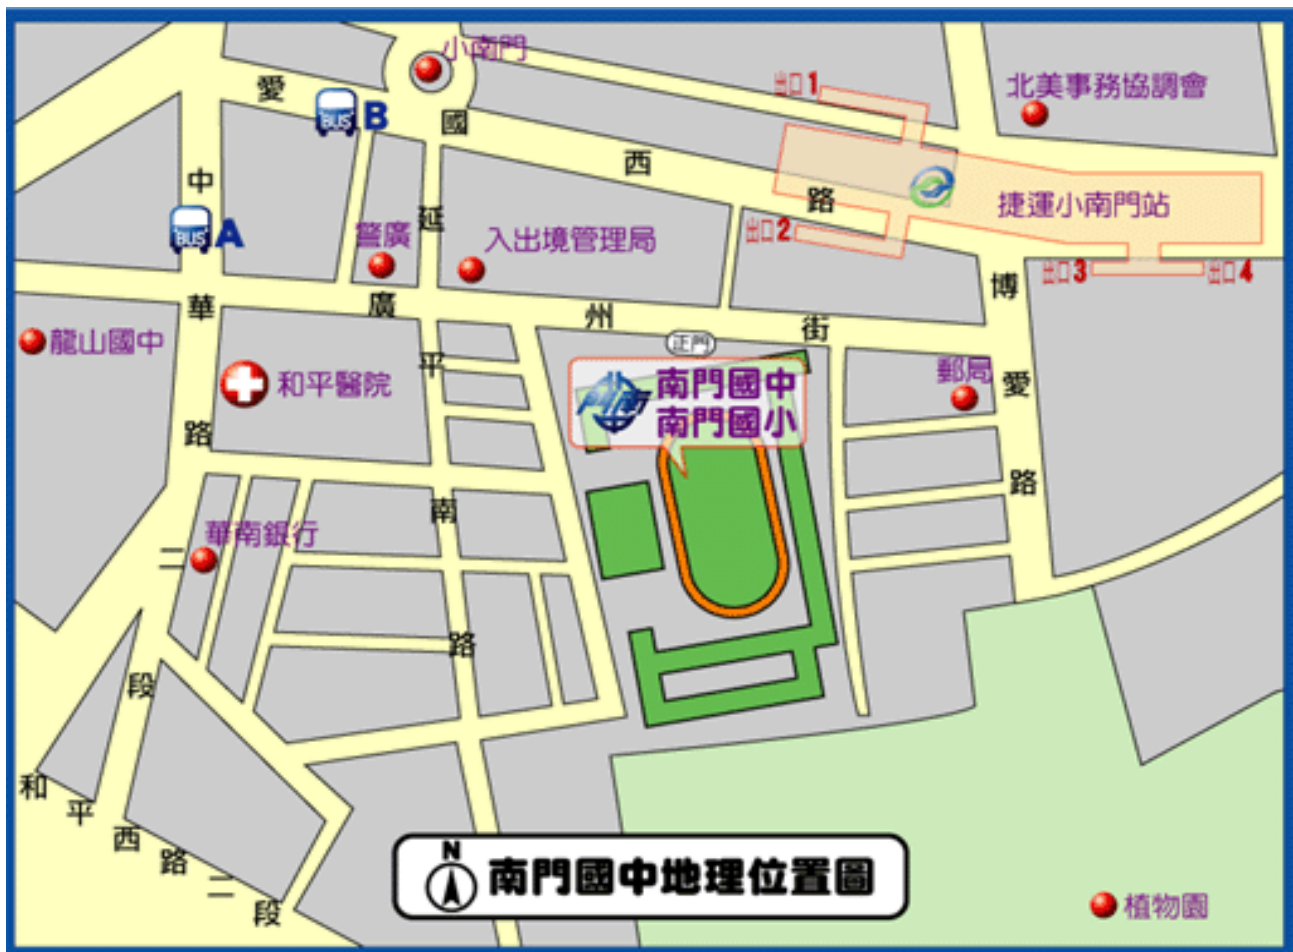 小南門
出口1
北美事務協調會
愛國西路
BUS B
捷運小南門站
出口2
出口3
出口4
BUS A
警廣
入出境管理局
中華路二段
延平南路
廣州街
博愛路
正門
龍山國中
和平醫院
南門國中
南門國小
郵局
華南銀行
和平西路二段
N
南門國中地理位置圖
植物園